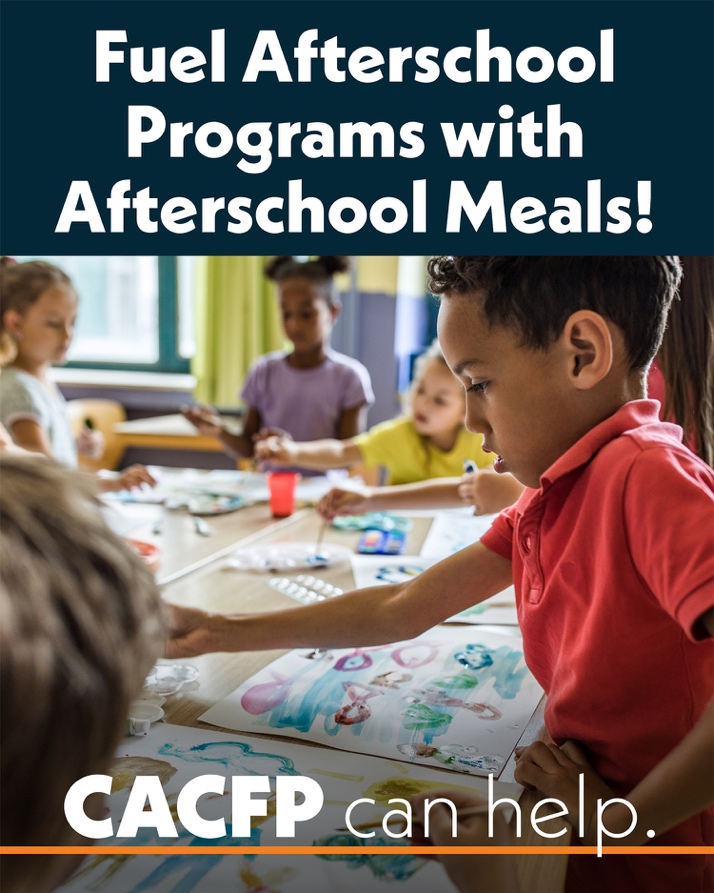 Fuel Afterschool
Programs with
Afterschool Meals!
CACFP can help.